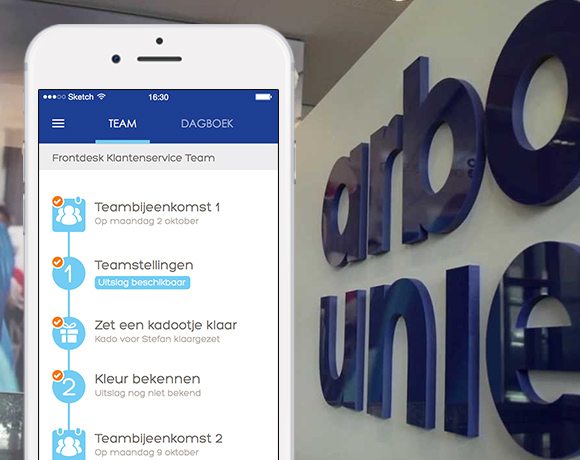 Sketch 16:30
TEAM DAGBOEK
Frontdesk Klantenservice Team
Teambijeenkomst 1
Op maandag 2 oktober
1
Teamstellingen
Uitslag beschikbaar
Zet een kadootje klaar
Kado voor Stefan klaargezet
2
Kleur bekennen
Uitslag nog niet bekend
Teambijeenkomst 2
Op maandag 9 oktober
arbo
unie